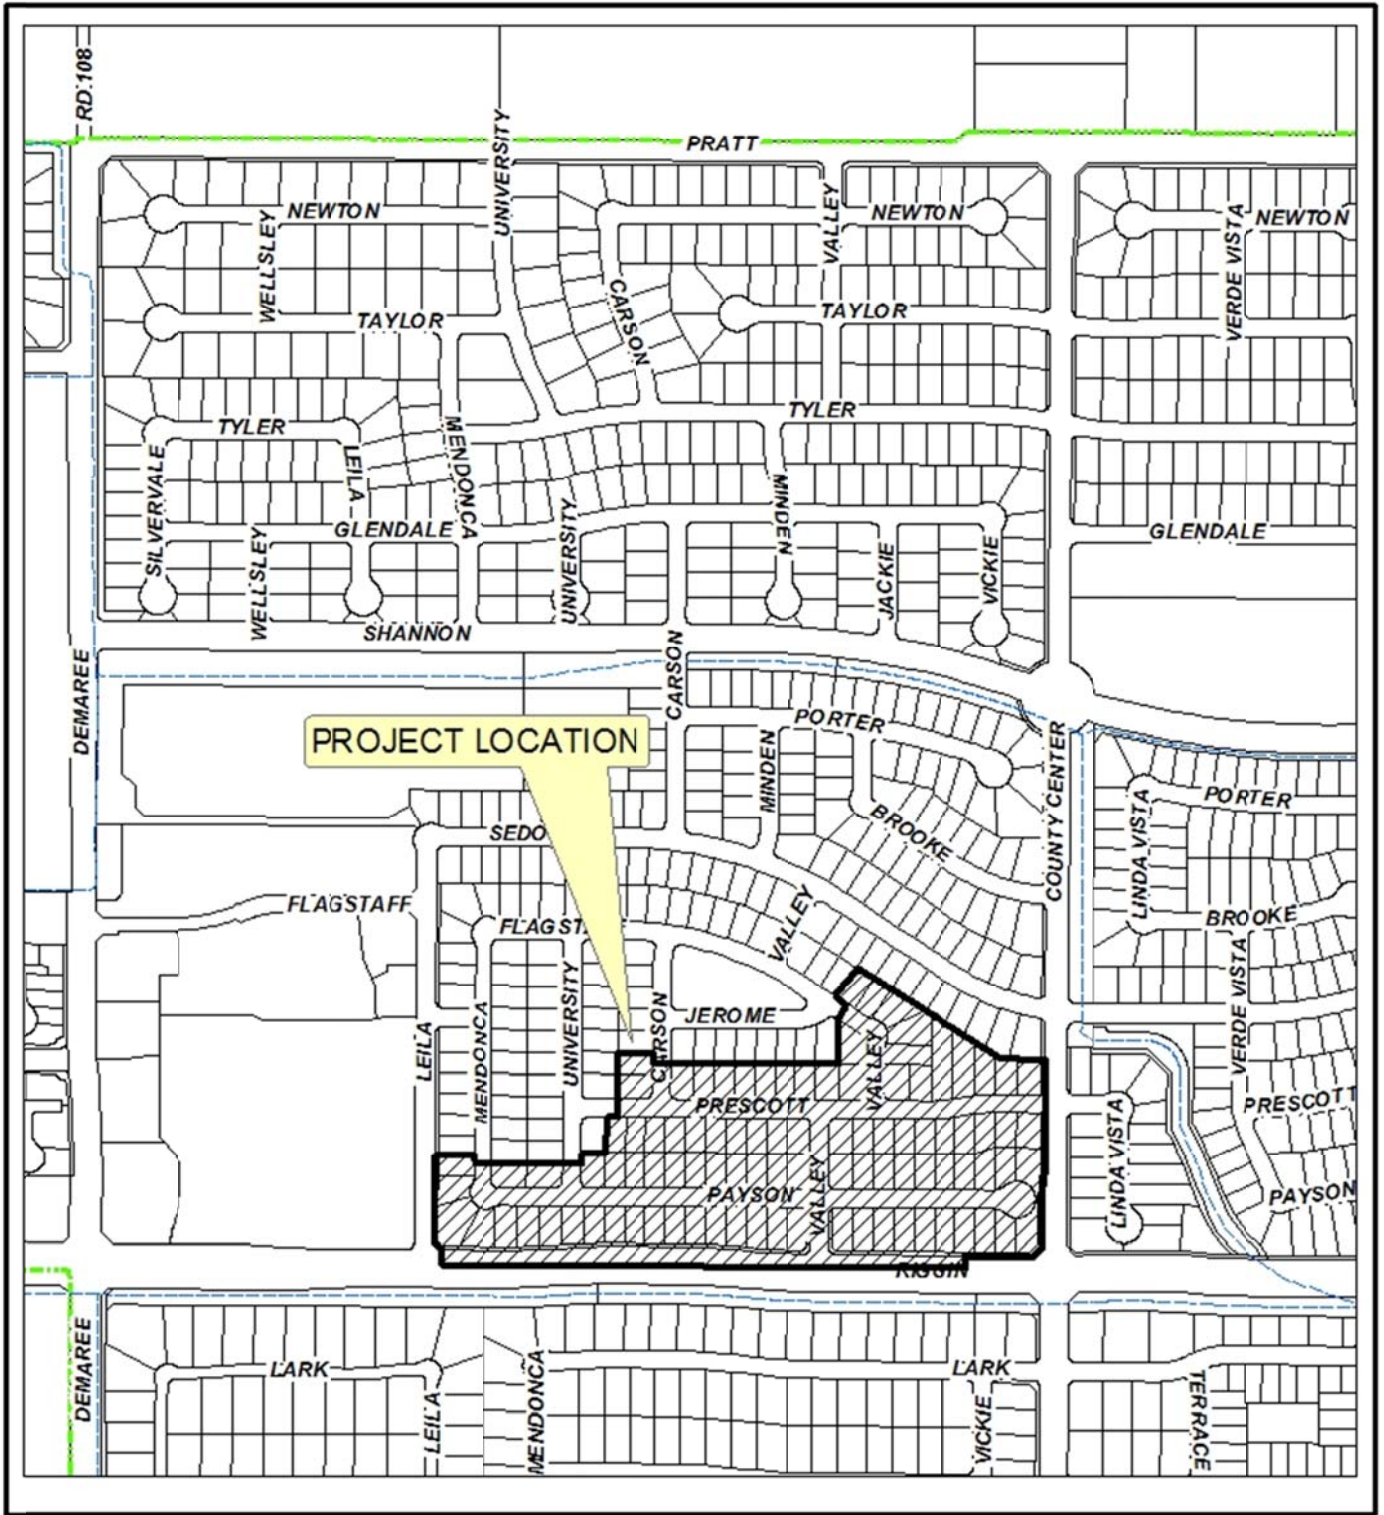 RD 108
PRATT
UNIVERSITY
NEWTON
WELLSLEY
VALLEY
NEWTON
VERDE VISTA
NEWTON
TAYLOR
CARSON
TAYLOR
TYLER
TYLER
SILVERVALE
LEILA
MENDONCA
MINDEN
GLENDALE
UNIVERSITY
GLENDALE
WELLSLEY
JACKIE
VICKIE
SHANNON
CARSON
DEMAREE
PROJECT LOCATION
PORTER
MINDEN
COUNTY CENTER
PORTER
LINDA VISTA
SEDO
BROOKE
FLAGSTAFF
VALLEY
BROOKE
VERDE VISTA
UNIVERSITY
JEROME
LEILA
MENDONCA
VALLEY
PRESCOTT
PRESCOTT
LINDA VISTA
PAYSON
VALLEY
PAYSON
RIGGIN
DEMAREE
LARK
MENDONCA
LARK
LEILA
VICKIE
TERRACE